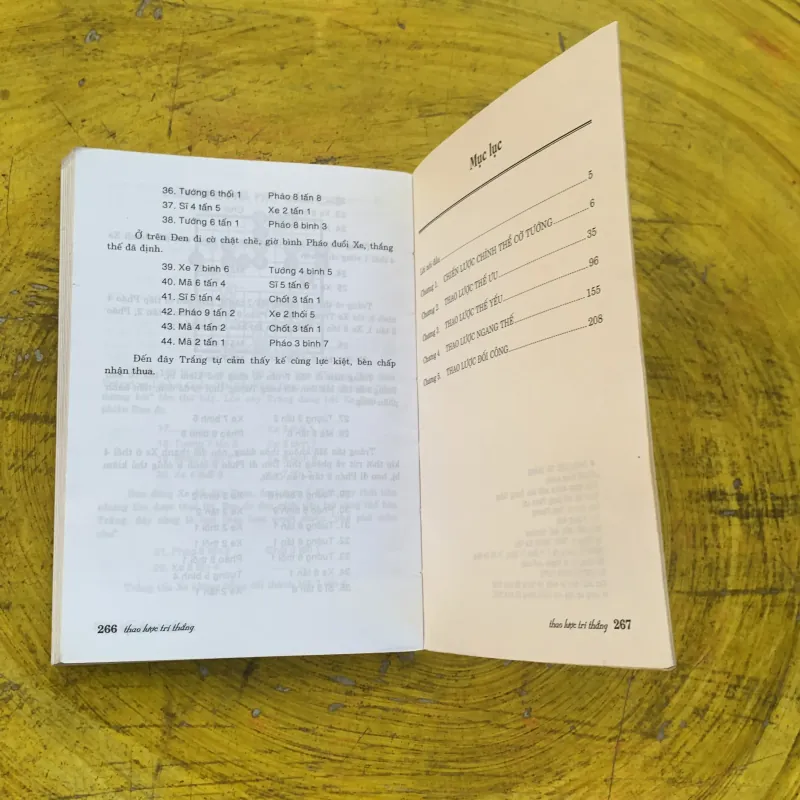 36. Tướng 6 thối 1 Pháo 8 tấn 8
37. Sĩ 4 tấn 5 Xe 2 tấn 1
38. Tướng 6 tấn 1 Pháo 8 bình 3
Ở trên Đen đi cờ chặt chẽ, giờ bình Pháo đuổi Xe, thắng
thế đã định.
39. Xe 7 bình 6 Tướng 4 bình 5
40. Mã 6 tấn 4 Sĩ 5 tấn 6
41. Sĩ 5 tấn 4 Chốt 3 tấn 1
42. Pháo 9 tấn 2 Xe 2 thối 5
43. Mã 4 tấn 2 Chốt 3 tấn 1
44. Mã 2 tấn 1 Pháo 3 bình 7
Đến đây Trắng tự cảm thấy kế cùng lực kiệt, bèn chấp
nhận thua.
266 thao lược trí thắng
Mục lục
Lời nói đầu 5
Chương 1. CHIẾN LƯỢC CHỈNH THỂ CỜ TƯỚNG 6
Chương 2. THAO LƯỢC THẾ ƯU 35
Chương 3. THAO LƯỢC THẾ YẾU 96
Chương 4. THAO LƯỢC NGANG THẾ 155
Chương 5. THAO LƯỢC ĐỐI CÔNG 208
thao lược trí thắng 267